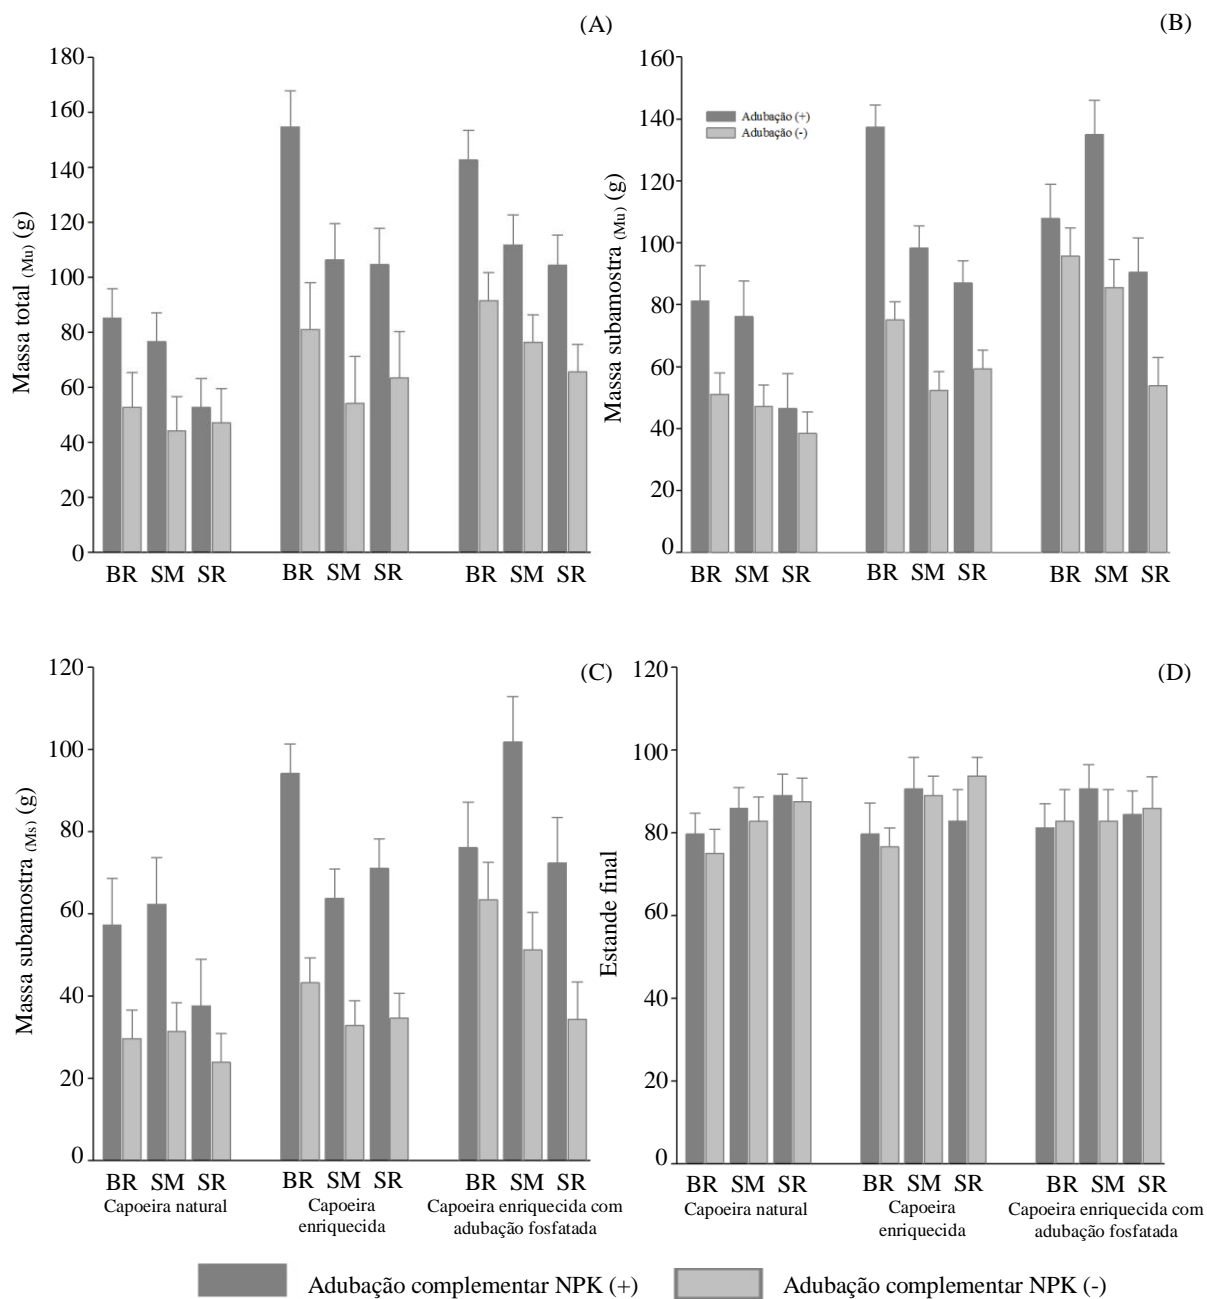 (A)
180
160
140
120
100
80
60
40
20
0
Massa total (Mu) (g)
BR SM SR BR SM SR BR SM SR
(B)
160
140
120
100
80
60
40
20
0
Massa subamostra (Mu) (g)
Adubação (+)
Adubação (-)
BR SM SR BR SM SR BR SM SR
(C)
120
100
80
60
40
20
0
Massa subamostra (Ms) (g)
BR SM SR BR SM SR BR SM SR
Capoeira natural
Capoeira
enriquecida
Capoeira enriquecida com
adubação fosfatada
(D)
120
100
80
60
40
20
0
Estande final
BR SM SR BR SM SR BR SM SR
Capoeira natural
Capoeira
enriquecida
Capoeira enriquecida com
adubação fosfatada
Adubação complementar NPK (+)
Adubação complementar NPK (-)